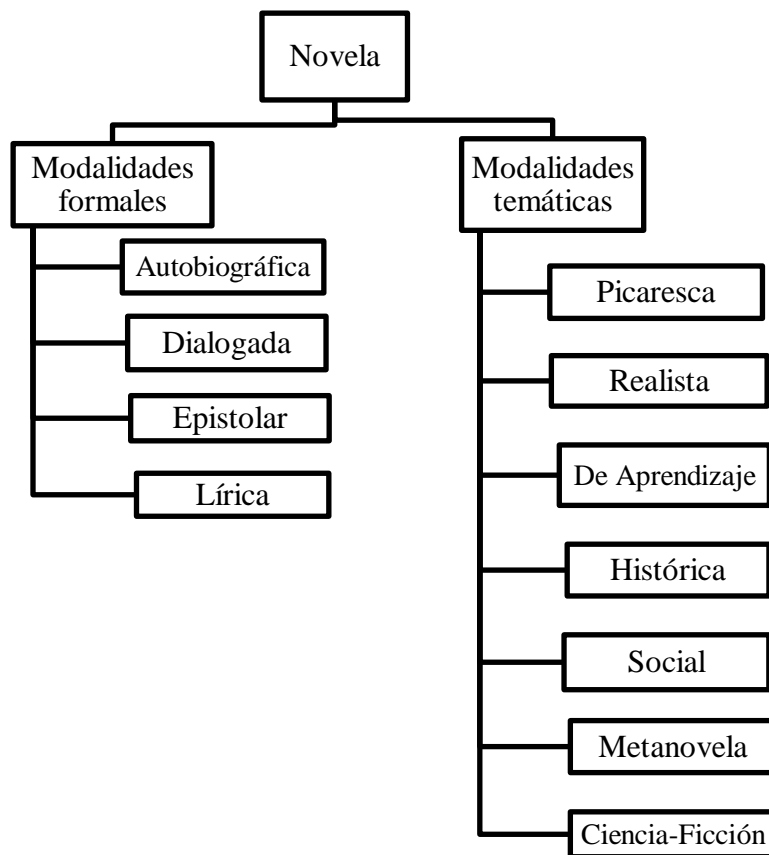 Novela
Modalidades
formales
Autobiográfica
Dialogada
Epistolar
Lírica
Modalidades
temáticas
Picaresca
Realista
De Aprendizaje
Histórica
Social
Metanovela
Ciencia-Ficción